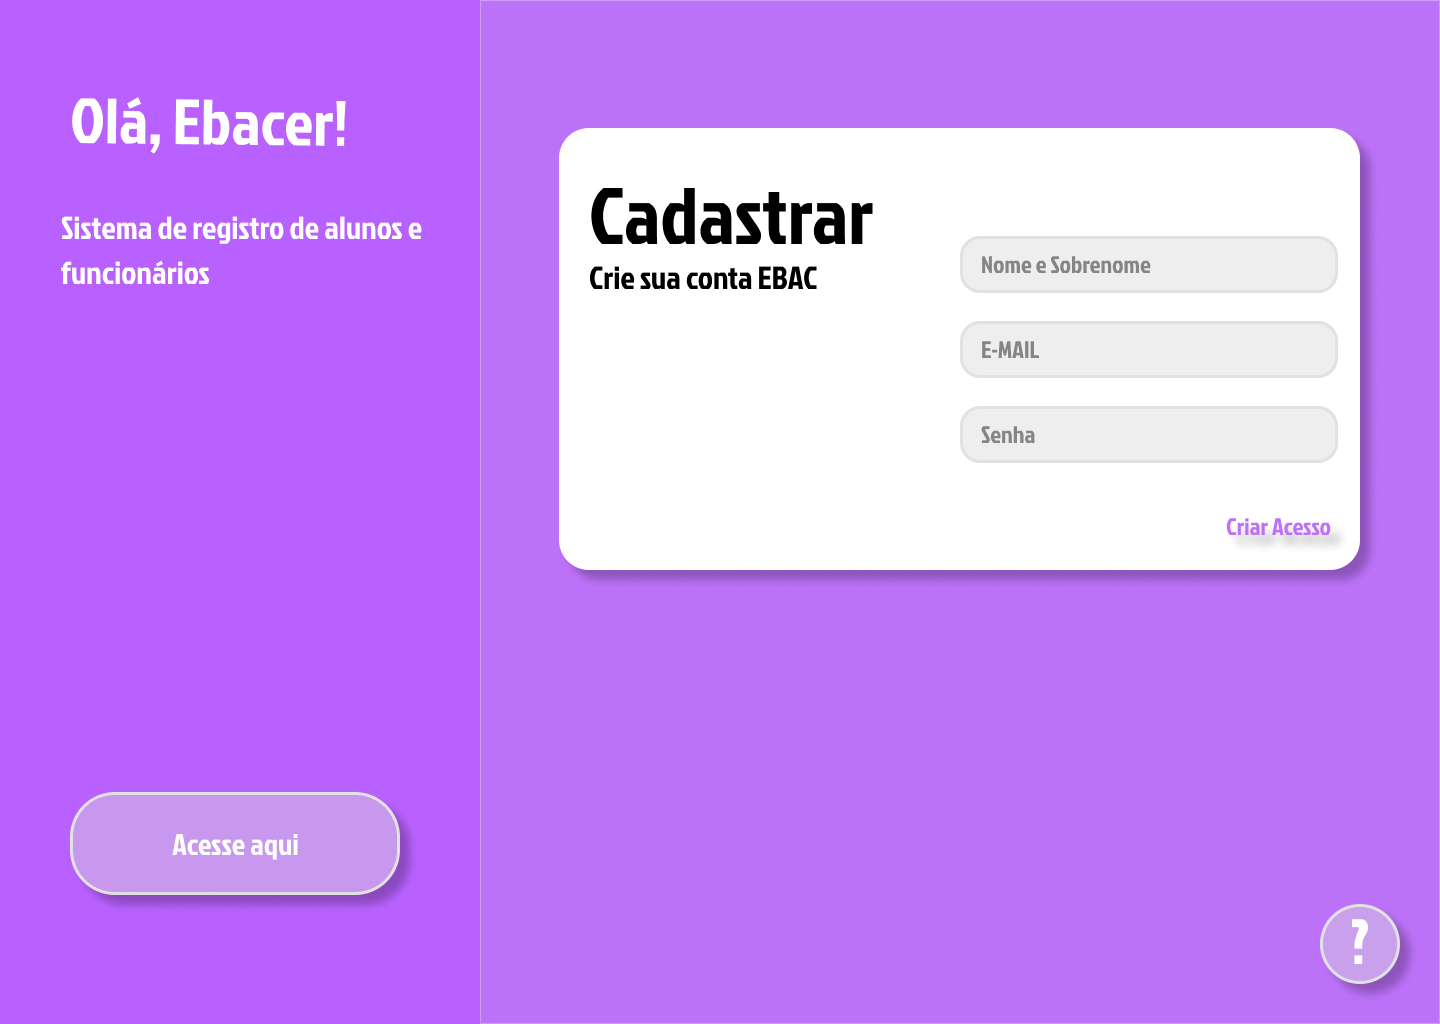 Olá, Ebacer!
Sistema de registro de alunos e
funcionários
Acesse aqui
Cadastrar
Crie sua conta EBAC
Nome e Sobrenome
E-MAIL
Senha
Criar Acesso
?